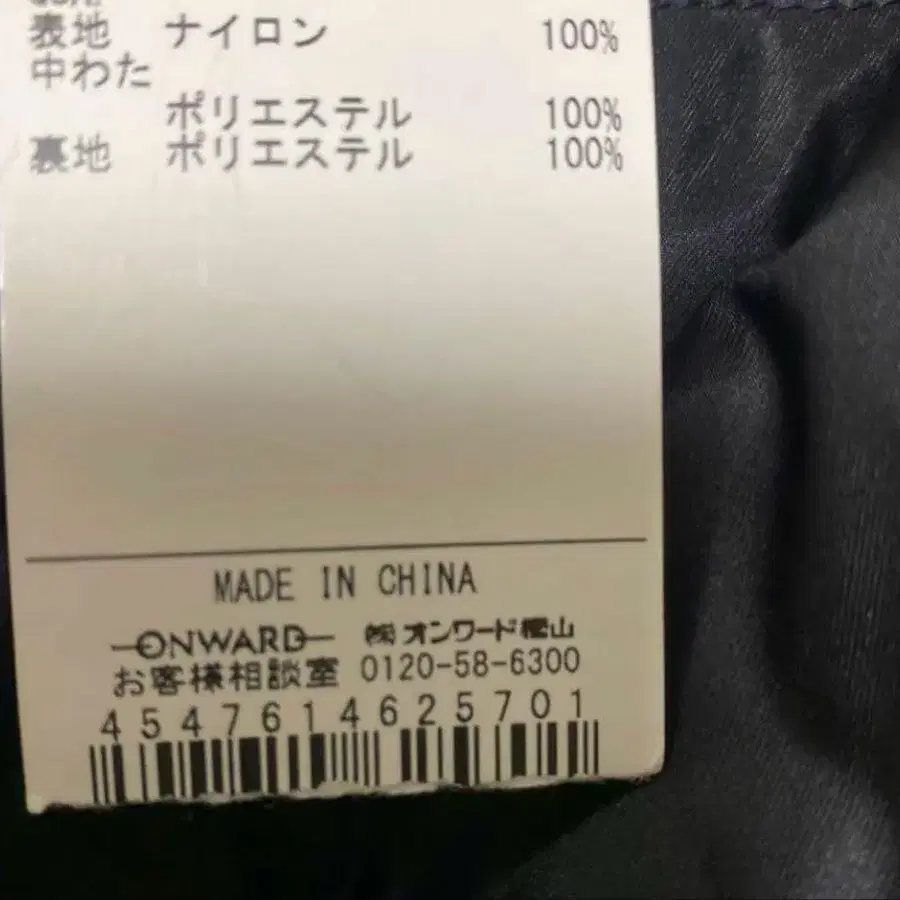 表地 ナイロン 100%
中わた
ポリエステル 100%
裏地 ポリエステル 100%
MADE IN CHINA
ONWARD ㈱オンワード樫山
お客様相談室 0120-58-6300
4547614625701